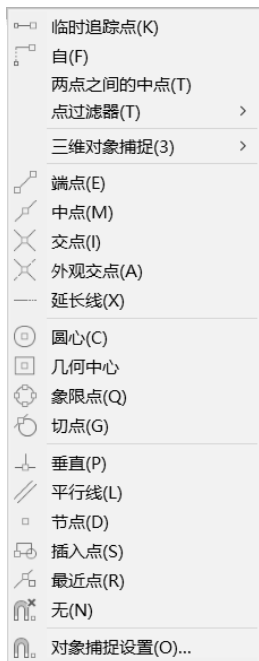 临时追踪点(K)
自(F)
两点之间的中点(T)
点过滤器(T)
三维对象捕捉(3)
端点(E)
中点(M)
交点(I)
外观交点(A)
延长线(X)
圆心(C)
几何中心
象限点(Q)
切点(G)
垂直(P)
平行线(L)
节点(D)
插入点(S)
最近点(R)
无(N)
对象捕捉设置(O)...